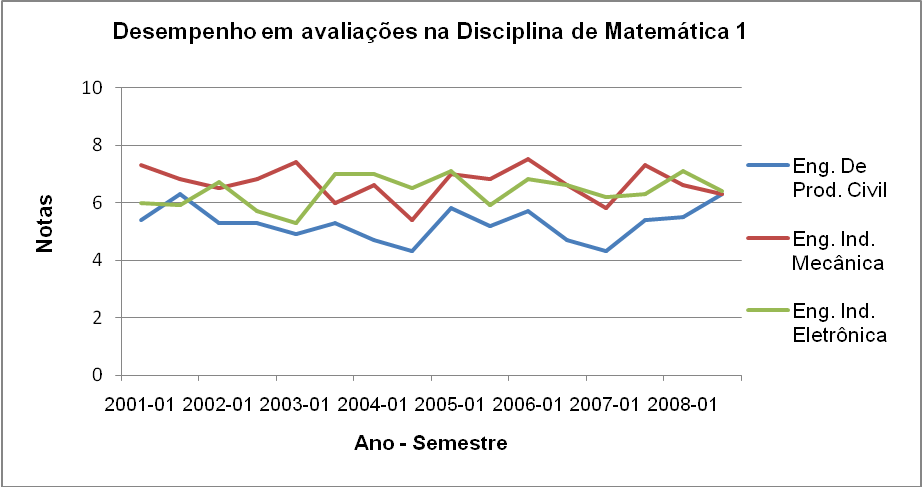 Desempenho em avaliações na Disciplina de Matemática 1
10
8
6
4
2
0
Notas
2001-01 2002-01 2003-01 2004-01 2005-01 2006-01 2007-01 2008-01
Ano - Semestre
Eng. De
Prod. Civil
Eng. Ind.
Mecânica
Eng. Ind.
Eletrônica